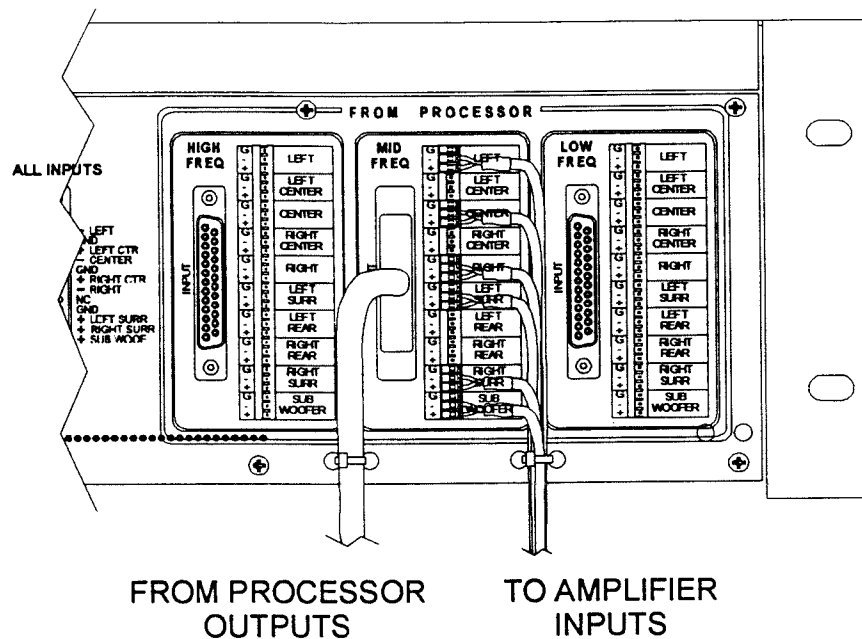 FROM PROCESSOR
HIGH
FREQ
INPUT
G
-
+
LEFT
LEFT
CENTER
CENTER
RIGHT
CENTER
RIGHT
LEFT
SURR
LEFT
REAR
RIGHT
REAR
RIGHT
SURR
SUB
WOOFER
MID
FREQ
LEFT
LEFT
CENTER
CENTER
RIGHT
CENTER
RIGHT
LEFT
SURR
LEFT
REAR
RIGHT
REAR
RIGHT
SURR
SUB
WOOFER
LOW
FREQ
INPUT
LEFT
LEFT
CENTER
CENTER
RIGHT
CENTER
RIGHT
LEFT
SURR
LEFT
REAR
RIGHT
REAR
RIGHT
SURR
SUB
WOOFER
ALL INPUTS
- LEFT
ND
+ LEFT CTR
- CENTER
GND
+ RIGHT CTR
- RIGHT
NC
GND
+ LEFT SURR
+ RIGHT SURR
+ SUB WOOF
FROM PROCESSOR
OUTPUTS
TO AMPLIFIER
INPUTS